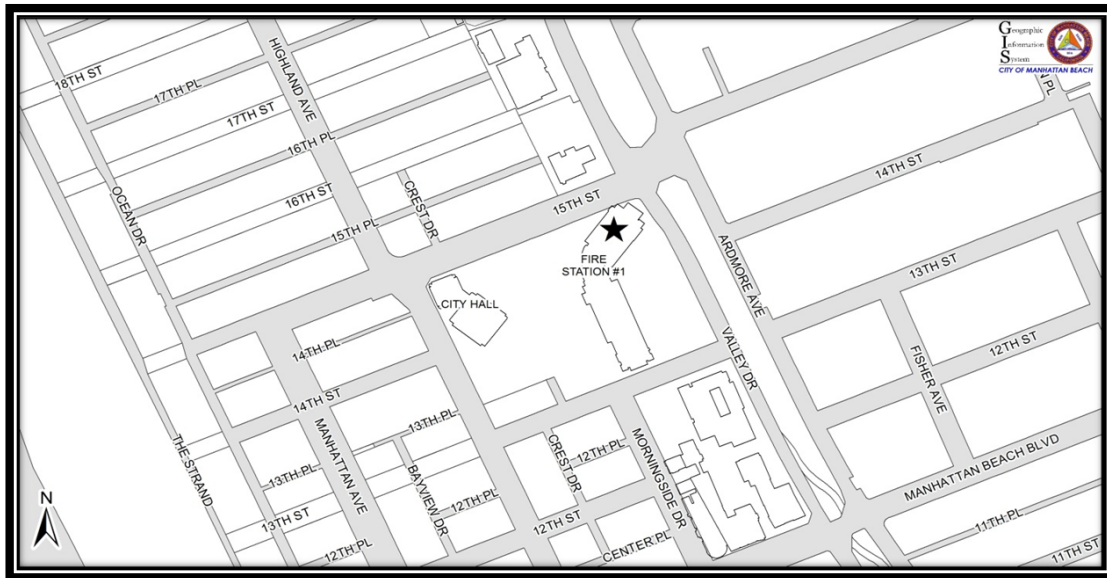 Geographic
Information
System
CITY OF MANHATTAN BEACH
18TH ST
17TH PL
17TH ST
HIGHLAND AVE
16TH PL
16TH ST
OCEAN DR
CREST DR
15TH PL
15TH ST
14TH ST
ARDMORE AVE
13TH ST
FIRE
STATION #1
CITY HALL
14TH PL
VALLEY DR
12TH ST
FISHER AVE
14TH ST
MANHATTAN AVE
13TH PL
THE STRAND
CREST DR
12TH PL
MORNINGSIDE DR
MANHATTAN BEACH BLVD
13TH PL
BAYVIEW DR
12TH PL
13TH ST
12TH ST
11TH PL
12TH PL
CENTER PL
11TH ST
N